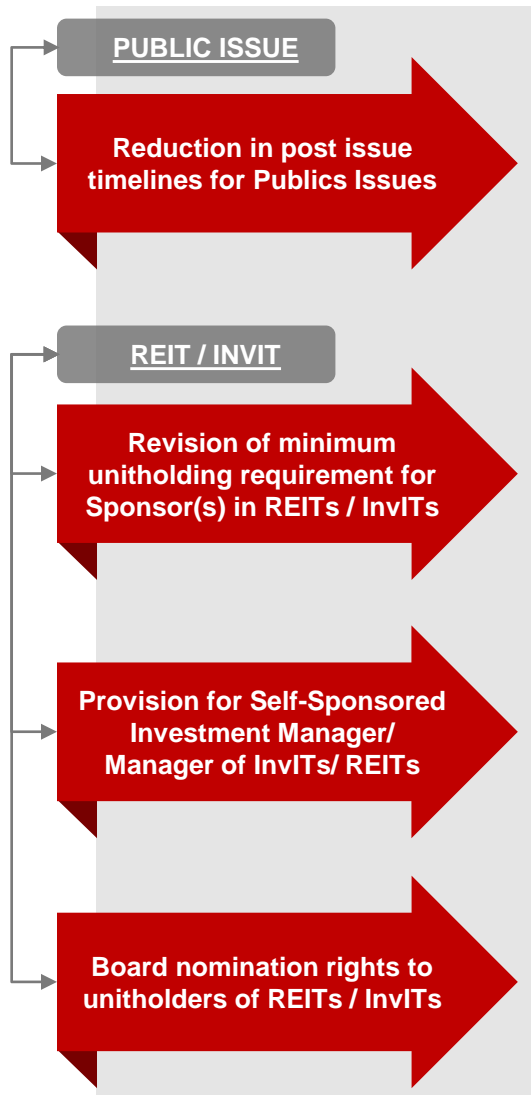 PUBLIC ISSUE
Reduction in post issue
timelines for Publics Issues
REIT / INVIT
Revision of minimum
unitholding requirement for
Sponsor(s) in REITs / InvITs
Provision for Self-Sponsored
Investment Manager/
Manager of InvITs/ REITs
Board nomination rights to
unitholders of REITs / InvITs